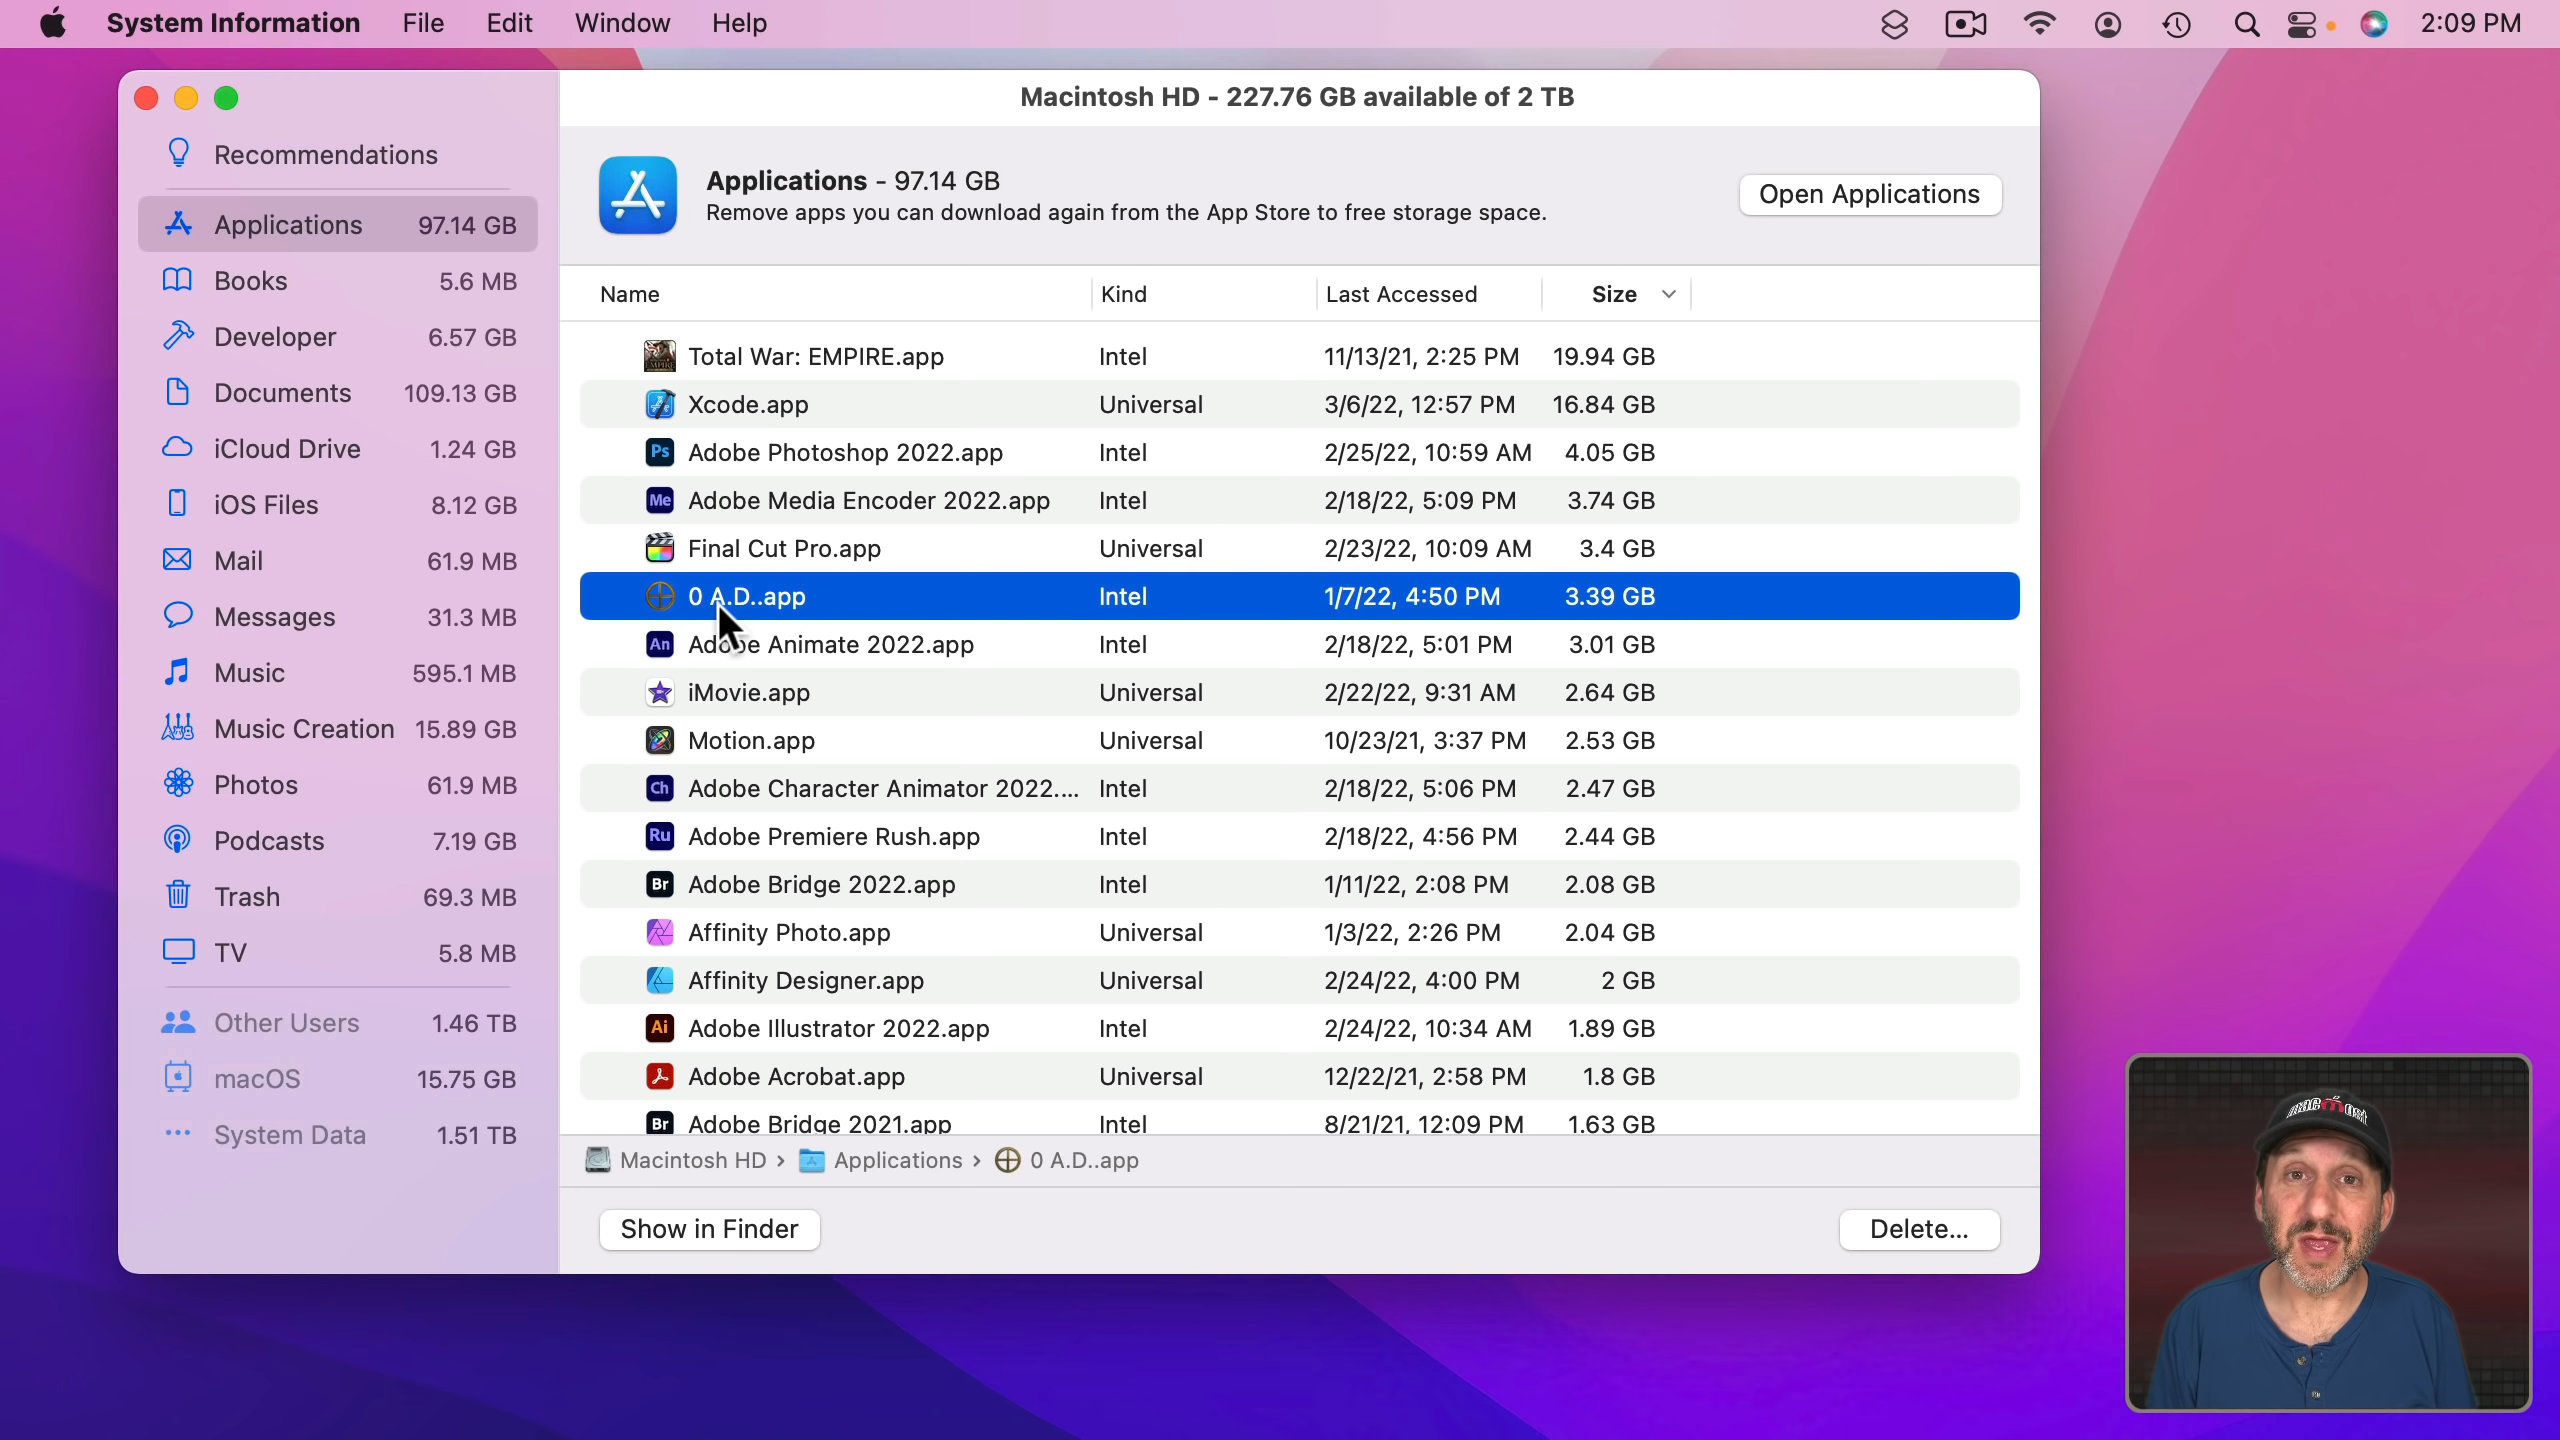 System Information File Edit Window Help 2:09 PM
Macintosh HD - 227.76 GB available of 2 TB
Recommendations
Applications 97.14 GB
Books 5.6 MB
Developer 6.57 GB
Documents 109.13 GB
iCloud Drive 1.24 GB
iOS Files 8.12 GB
Mail 61.9 MB
Messages 31.3 MB
Music 595.1 MB
Music Creation 15.89 GB
Photos 61.9 MB
Podcasts 7.19 GB
Trash 69.3 MB
TV 5.8 MB
Other Users 1.46 TB
macOS 15.75 GB
System Data 1.51 TB
Applications - 97.14 GB
Remove apps you can download again from the App Store to free storage space.
Open Applications
Name Kind Last Accessed Size
Total War: EMPIRE.app Intel 11/13/21, 2:25 PM 19.94 GB
Xcode.app Universal 3/6/22, 12:57 PM 16.84 GB
Ps Adobe Photoshop 2022.app Intel 2/25/22, 10:59 AM 4.05 GB
Me Adobe Media Encoder 2022.app Intel 2/18/22, 5:09 PM 3.74 GB
Final Cut Pro.app Universal 2/23/22, 10:09 AM 3.4 GB
0 A.D..app Intel 1/7/22, 4:50 PM 3.39 GB
An Adobe Animate 2022.app Intel 2/18/22, 5:01 PM 3.01 GB
iMovie.app Universal 2/22/22, 9:31 AM 2.64 GB
Motion.app Universal 10/23/21, 3:37 PM 2.53 GB
Ch Adobe Character Animator 2022.... Intel 2/18/22, 5:06 PM 2.47 GB
Ru Adobe Premiere Rush.app Intel 2/18/22, 4:56 PM 2.44 GB
Br Adobe Bridge 2022.app Intel 1/11/22, 2:08 PM 2.08 GB
Affinity Photo.app Universal 1/3/22, 2:26 PM 2.04 GB
Affinity Designer.app Universal 2/24/22, 4:00 PM 2 GB
Ai Adobe Illustrator 2022.app Intel 2/24/22, 10:34 AM 1.89 GB
Adobe Acrobat.app Universal 12/22/21, 2:58 PM 1.8 GB
Br Adobe Bridge 2021.app Intel 8/21/21, 12:09 PM 1.63 GB
Macintosh HD › Applications › 0 A.D..app
Show in Finder Delete...
macmost